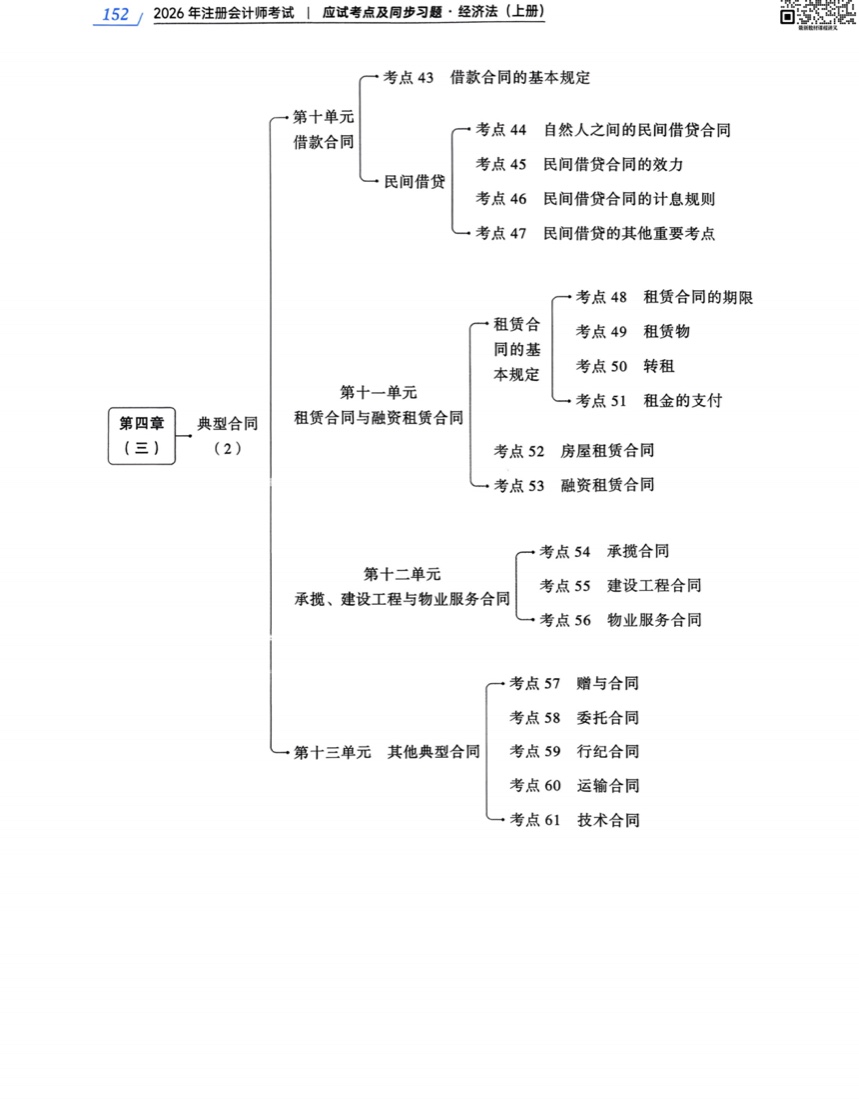 152 2026年注册会计师考试 | 应试考点及同步习题·经济法（上册）
考点43 借款合同的基本规定
第十单元
借款合同
民间借贷
考点44 自然人之间的民间借贷合同
考点45 民间借贷合同的效力
考点46 民间借贷合同的计息规则
考点47 民间借贷的其他重要考点
第四章
（三）
典型合同
（2）
第十一单元
租赁合同与融资租赁合同
租赁合
同的基
本规定
考点48 租赁合同的期限
考点49 租赁物
考点50 转租
考点51 租金的支付
考点52 房屋租赁合同
考点53 融资租赁合同
第十二单元
承揽、建设工程与物业服务合同
考点54 承揽合同
考点55 建设工程合同
考点56 物业服务合同
第十三单元 其他典型合同
考点57 赠与合同
考点58 委托合同
考点59 行纪合同
考点60 运输合同
考点61 技术合同